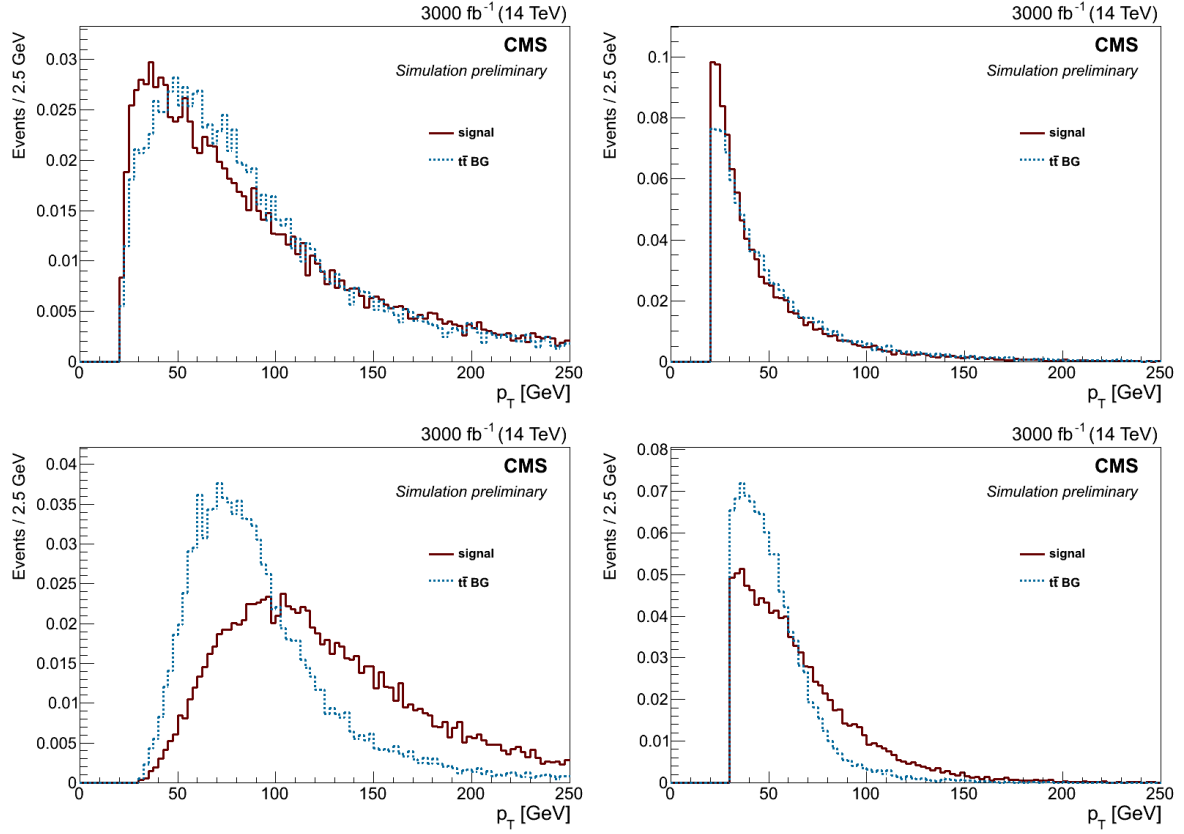 3000 fb⁻¹ (14 TeV)
CMS
Simulation preliminary
signal
tt̄ BG
Events / 2.5 GeV
0.03
0.025
0.02
0.015
0.01
0.005
0
0 50 100 150 200 250
p_T [GeV]
3000 fb⁻¹ (14 TeV)
CMS
Simulation preliminary
signal
tt̄ BG
Events / 2.5 GeV
0.1
0.08
0.06
0.04
0.02
0
0 50 100 150 200 250
p_T [GeV]
3000 fb⁻¹ (14 TeV)
CMS
Simulation preliminary
signal
tt̄ BG
Events / 2.5 GeV
0.04
0.035
0.03
0.025
0.02
0.015
0.01
0.005
0
0 50 100 150 200 250
p_T [GeV]
3000 fb⁻¹ (14 TeV)
CMS
Simulation preliminary
signal
tt̄ BG
Events / 2.5 GeV
0.08
0.07
0.06
0.05
0.04
0.03
0.02
0.01
0
0 50 100 150 200 250
p_T [GeV]